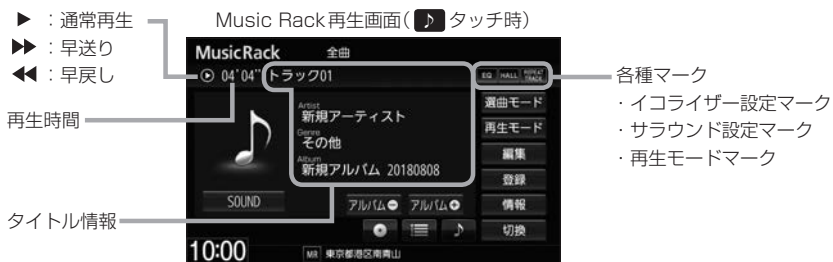 ▶ ：通常再生
▶▶ ：早送り
◀◀ ：早戻し
再生時間
タイトル情報
Music Rack再生画面( ♪ タッチ時)
MusicRack 全曲
04'04" トラック01
EQ HALL REPEAT TRACK
Artist
新規アーティスト
Genre
その他
Album
新規アルバム 20180808
SOUND
アルバム⊖ アルバム⊕
選曲モード
再生モード
編集
登録
情報
切換
10:00 MR 東京都港区南青山
各種マーク
・イコライザー設定マーク
・サラウンド設定マーク
・再生モードマーク